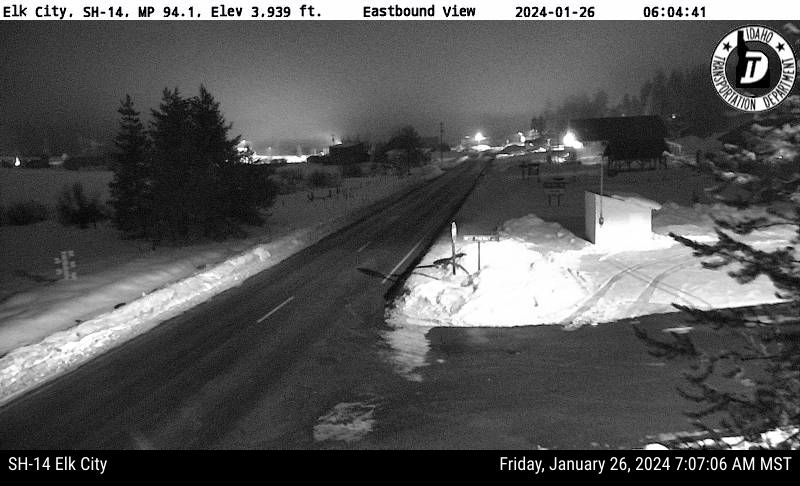 Elk City, SH-14, MP 94.1, Elev 3,939 ft. Eastbound View 2024-01-26 06:04:41
IDAHO
TRANSPORTATION DEPARTMENT
SH-14 Elk City
Friday, January 26, 2024 7:07:06 AM MST